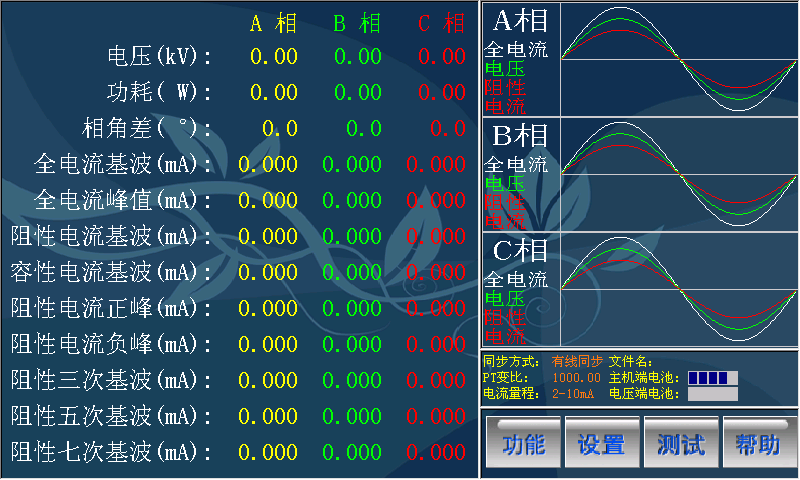 A 相 B 相 C 相
电压(kV): 0.00 0.00 0.00
功耗( W): 0.00 0.00 0.00
相角差( °): 0.0 0.0 0.0
全电流基波(mA): 0.000 0.000 0.000
全电流峰值(mA): 0.000 0.000 0.000
阻性电流基波(mA): 0.000 0.000 0.000
容性电流基波(mA): 0.000 0.000 0.000
阻性电流正峰(mA): 0.000 0.000 0.000
阻性电流负峰(mA): 0.000 0.000 0.000
阻性三次基波(mA): 0.000 0.000 0.000
阻性五次基波(mA): 0.000 0.000 0.000
阻性七次基波(mA): 0.000 0.000 0.000
A相
全电流
电压
阻性
电流
B相
全电流
电压
阻性
电流
C相
全电流
电压
阻性
电流
同步方式: 有线同步 文件名:
PT变比: 1000.00 主机端电池:
电流量程: 2-10mA 电压端电池:
功能 设置 测试 帮助